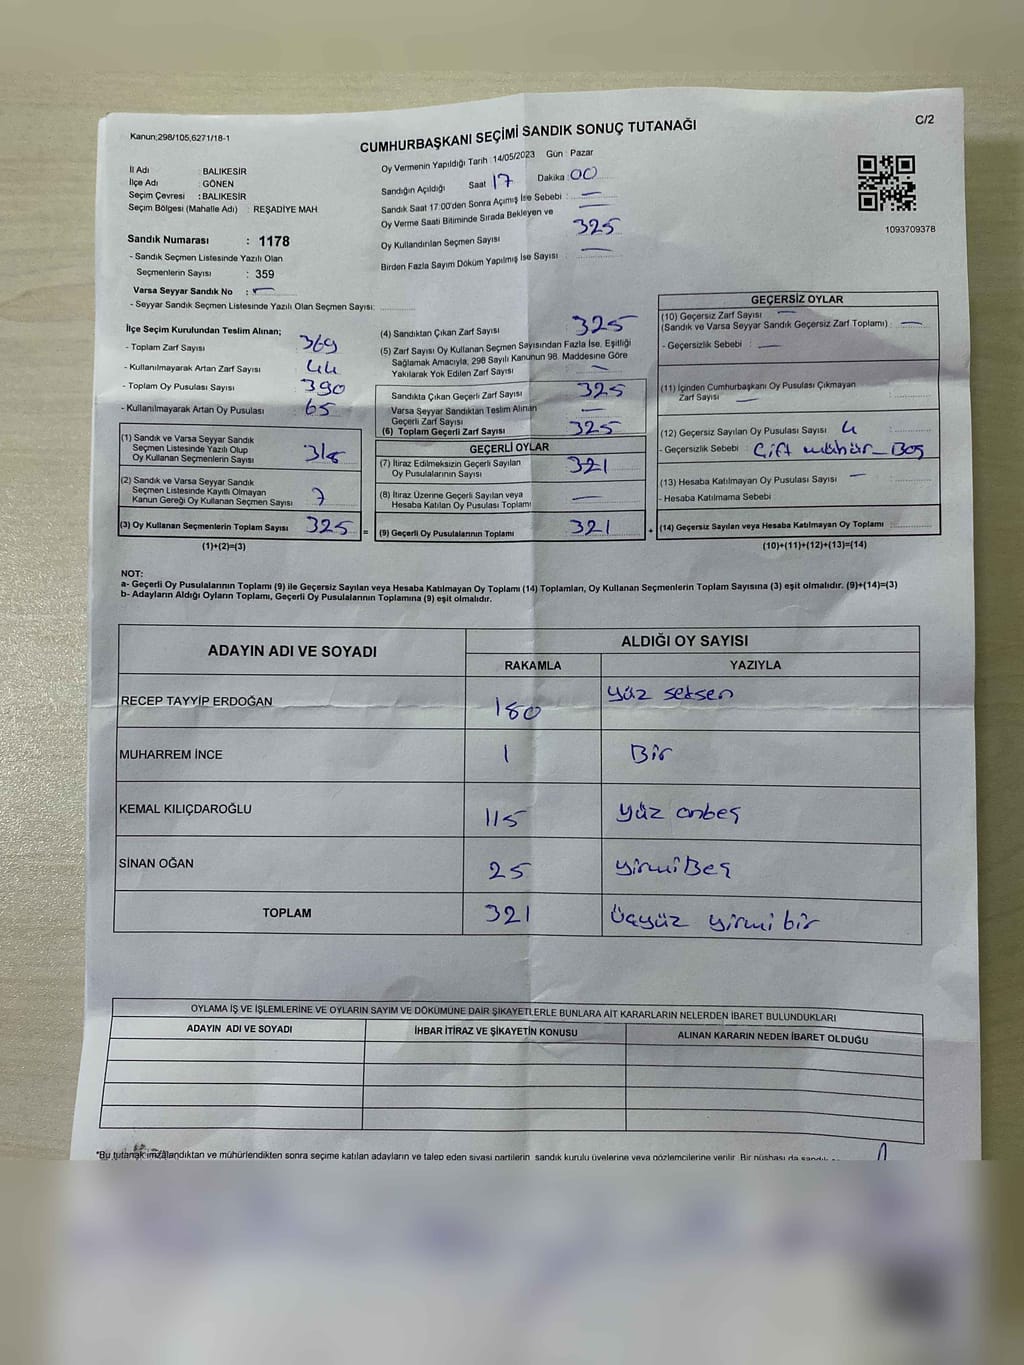 Kanun;298/105,6271/18-1
C/2
CUMHURBAŞKANI SEÇİMİ SANDIK SONUÇ TUTANAĞI
İl Adı : BALIKESİR
İlçe Adı : GÖNEN
Seçim Çevresi : BALIKESİR
Seçim Bölgesi (Mahalle Adı) : REŞADİYE MAH
Oy Vermenin Yapıldığı Tarih : 14/05/2023 Gün : Pazar
Sandığın Açıldığı Saat 17 Dakika : 00
Sandık Saat 17:00'den Sonra Açımış İse Sebebi : —
Oy Verme Saati Bitiminde Sırada Bekleyen ve —
Oy Kullandırılan Seçmen Sayısı 325
Birden Fazla Sayım Döküm Yapılmış İse Sayısı : —
1093709378
Sandık Numarası : 1178
- Sandık Seçmen Listesinde Yazılı Olan
Seçmenlerin Sayısı : 359
Varsa Seyyar Sandık No : —
- Seyyar Sandık Seçmen Listesinde Yazılı Olan Seçmen Sayısı:
İlçe Seçim Kurulundan Teslim Alınan;
- Toplam Zarf Sayısı : 369
- Kullanılmayarak Artan Zarf Sayısı : 44
- Toplam Oy Pusulası Sayısı : 390
- Kullanılmayarak Artan Oy Pusulası : 65
(1) Sandık ve Varsa Seyyar Sandık
Seçmen Listesinde Yazılı Olup
Oy Kullanan Seçmenlerin Sayısı : 318
(2) Sandık ve Varsa Seyyar Sandık
Seçmen Listesinde Kayıtlı Olmayan
Kanun Gereği Oy Kullanan Seçmen Sayısı : 7
(3) Oy Kullanan Seçmenlerin Toplam Sayısı : 325 =
(1)+(2)=(3)
(4) Sandıktan Çıkan Zarf Sayısı 325
(5) Zarf Sayısı Oy Kullanan Seçmen Sayısından Fazla İse, Eşitliği
Sağlamak Amacıyla, 298 Sayılı Kanunun 98. Maddesine Göre
Yakılarak Yok Edilen Zarf Sayısı : —
Sandıkta Çıkan Geçerli Zarf Sayısı : 325
Varsa Seyyar Sandıktan Teslim Alınan
Geçerli Zarf Sayısı : —
(6) Toplam Geçerli Zarf Sayısı : 325
GEÇERLİ OYLAR
(7) İtiraz Edilmeksizin Geçerli Sayılan
Oy Pusulalarının Sayısı : 321
(8) İtiraz Üzerine Geçerli Sayılan veya
Hesaba Katılan Oy Pusulası Toplamı : —
(9) Geçerli Oy Pusulalarının Toplamı : 321 +
GEÇERSİZ OYLAR
(10) Geçersiz Zarf Sayısı —
(Sandık ve Varsa Seyyar Sandık Geçersiz Zarf Toplamı) : —
- Geçersizlik Sebebi : —
(11) İçinden Cumhurbaşkanı Oy Pusulası Çıkmayan
Zarf Sayısı —
(12) Geçersiz Sayılan Oy Pusulası Sayısı 4
- Geçersizlik Sebebi : Çift mühür_Boş
(13) Hesaba Katılmayan Oy Pusulası Sayısı —
- Hesaba Katılmama Sebebi
(14) Geçersiz Sayılan veya Hesaba Katılmayan Oy Toplamı :
(10)+(11)+(12)+(13)=(14)
NOT:
a- Geçerli Oy Pusulalarının Toplamı (9) ile Geçersiz Sayılan veya Hesaba Katılmayan Oy Toplamı (14) Toplamları, Oy Kullanan Seçmenlerin Toplam Sayısına (3) eşit olmalıdır. (9)+(14)=(3)
b- Adayların Aldığı Oyların Toplamı, Geçerli Oy Pusulalarının Toplamına (9) eşit olmalıdır.
ADAYIN ADI VE SOYADI
ALDIĞI OY SAYISI
RAKAMLA YAZIYLA
RECEP TAYYİP ERDOĞAN 180 Yüz seksen
MUHARREM İNCE 1 Bir
KEMAL KILIÇDAROĞLU 115 Yüz onbeş
SİNAN OĞAN 25 YirmiBeş
TOPLAM 321 Üçyüz yirmi bir
OYLAMA İŞ VE İŞLEMLERİNE VE OYLARIN SAYIM VE DÖKÜMÜNE DAİR ŞİKAYETLERLE BUNLARA AİT KARARLARIN NELERDEN İBARET BULUNDUKLARI
ADAYIN ADI VE SOYADI İHBAR İTİRAZ VE ŞİKAYETİN KONUSU ALINAN KARARIN NEDEN İBARET OLDUĞU
*Bu tutanak imzalandıktan ve mühürlendikten sonra seçime katılan adayların ve talep eden siyasi partilerin sandık kurulu üyelerine veya gözlemcilerine verilir. Bir nüshası da